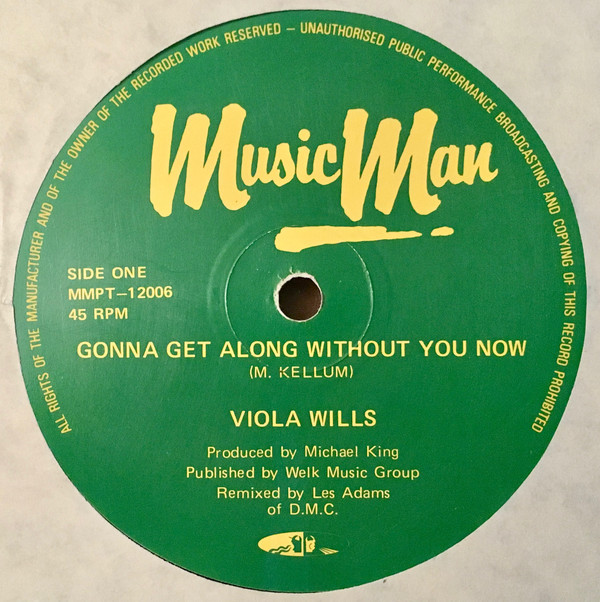 ALL RIGHTS OF THE MANUFACTURER AND OF THE OWNER OF THE RECORDED WORK RESERVED – UNAUTHORISED PUBLIC PERFORMANCE BROADCASTING AND COPYING OF THIS RECORD PROHIBITED
Music Man
SIDE ONE
MMPT–12006
45 RPM
GONNA GET ALONG WITHOUT YOU NOW
(M. KELLUM)
VIOLA WILLS
Produced by Michael King
Published by Welk Music Group
Remixed by Les Adams
of D.M.C.